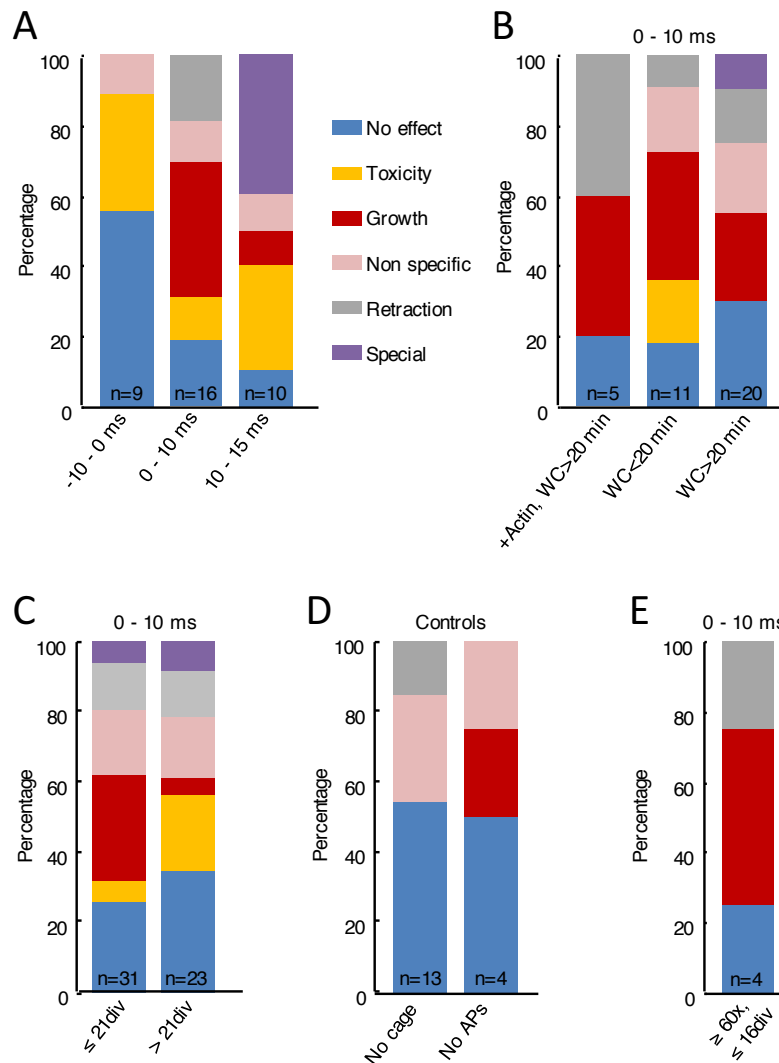 A
Percentage
100
80
60
40
20
0
n=9
n=16
n=10
-10 - 0 ms
0 - 10 ms
10 - 15 ms
No effect
Toxicity
Growth
Non specific
Retraction
Special
B
0 - 10 ms
Percentage
100
80
60
40
20
0
n=5
n=11
n=20
+Actin, WC>20 min
WC<20 min
WC>20 min
C
0 - 10 ms
Percentage
100
80
60
40
20
0
n=31
n=23
≤ 21div
> 21div
D
Controls
Percentage
100
80
60
40
20
0
n=13
n=4
No cage
No APs
E
0 - 10 ms
Percentage
100
80
60
40
20
0
n=4
≥ 60x,
≤ 16div